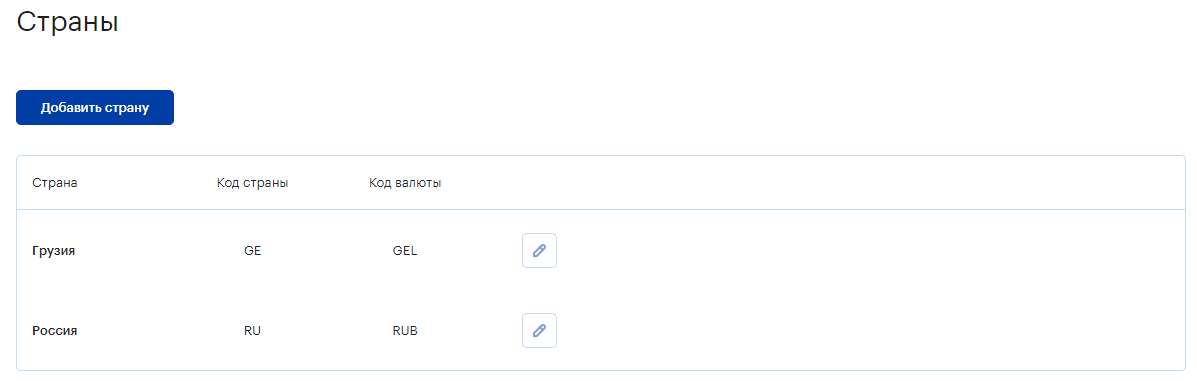 Страны
Добавить страну
Страна Код страны Код валюты
Грузия GE GEL
Россия RU RUB